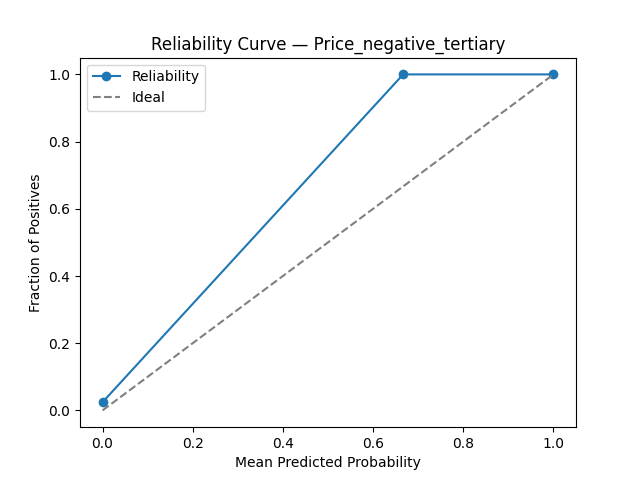 Reliability Curve — Price_negative_tertiary
Reliability
Ideal
Fraction of Positives
1.0
0.8
0.6
0.4
0.2
0.0
0.0 0.2 0.4 0.6 0.8 1.0
Mean Predicted Probability